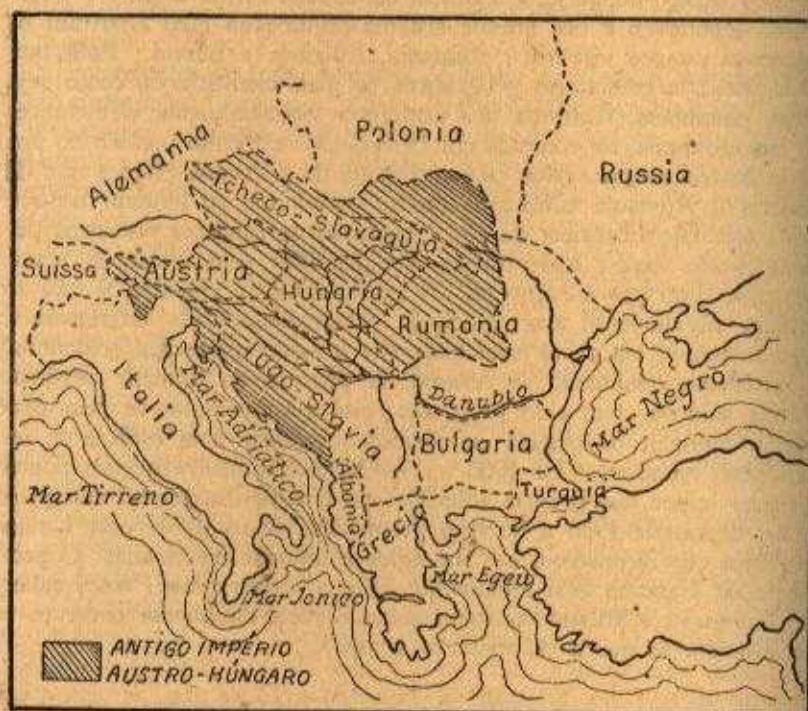 Polonia
Alemanha
Russia
Tcheco-Slovaquia
Suissa
Austria
Hungria
Rumania
Iugo Slavia
Italia
Mar Adriatico
Danubio
Mar Negro
Bulgaria
Albania
Turquia
Mar Tirreno
Grecia
Mar Jonico
Mar Egeu
ANTIGO IMPÉRIO
AUSTRO-HÚNGARO